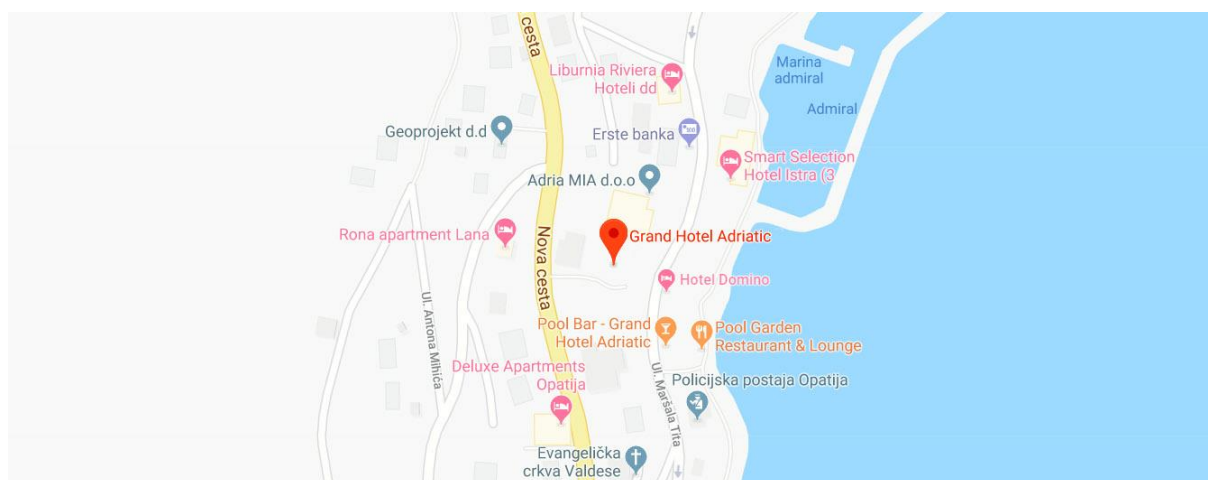 cesta
Liburnia Riviera
Hoteli dd
Marina
admiral
Admiral
Geoprojekt d.d
Erste banka
Smart Selection
Hotel Istra (3
Adria MIA d.o.o
Rona apartment Lana
Nova cesta
Grand Hotel Adriatic
Hotel Domino
Ul. Antona Mihića
Pool Bar - Grand
Hotel Adriatic
Pool Garden
Restaurant & Lounge
Deluxe Apartments
Opatija
Ul. Maršala Tita
Policijska postaja Opatija
Evangelička
crkva Valdese